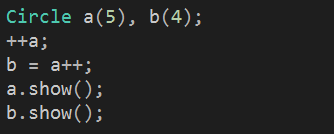 Circle a(5), b(4);
++a;
b = a++;
a.show();
b.show();